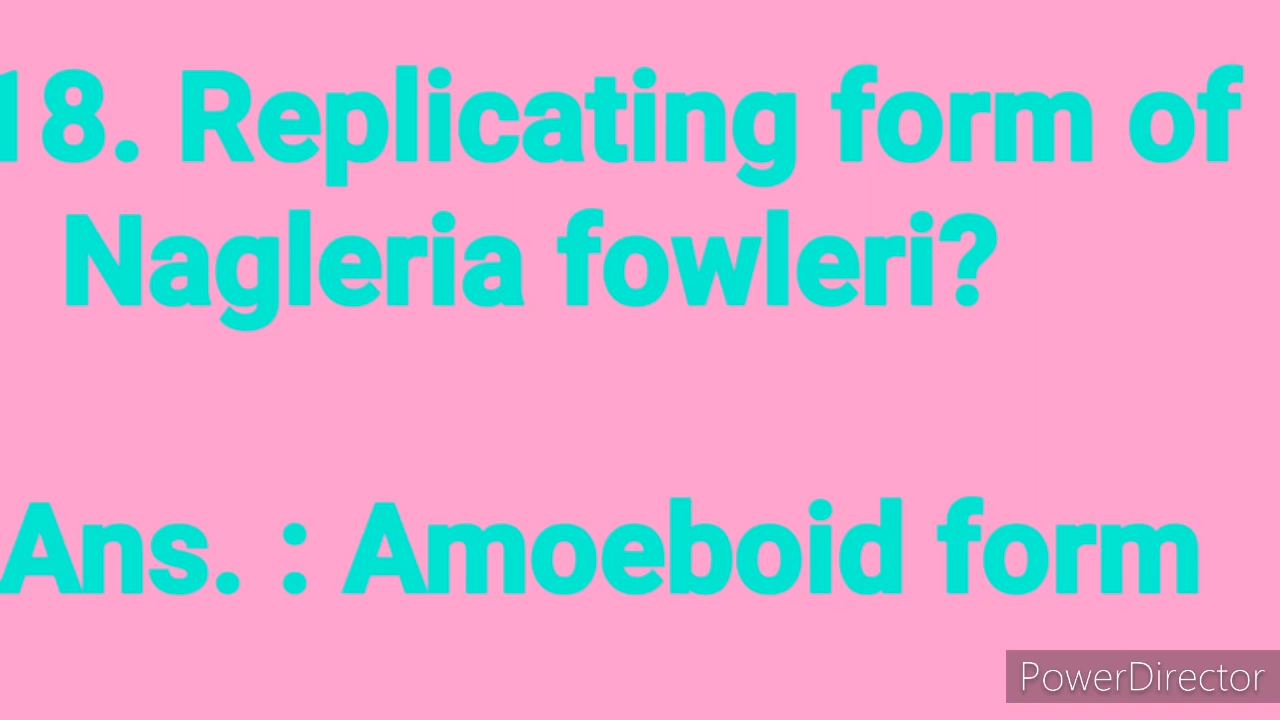 18. Replicating form of
Nagleria fowleri?
Ans. : Amoeboid form
PowerDirector